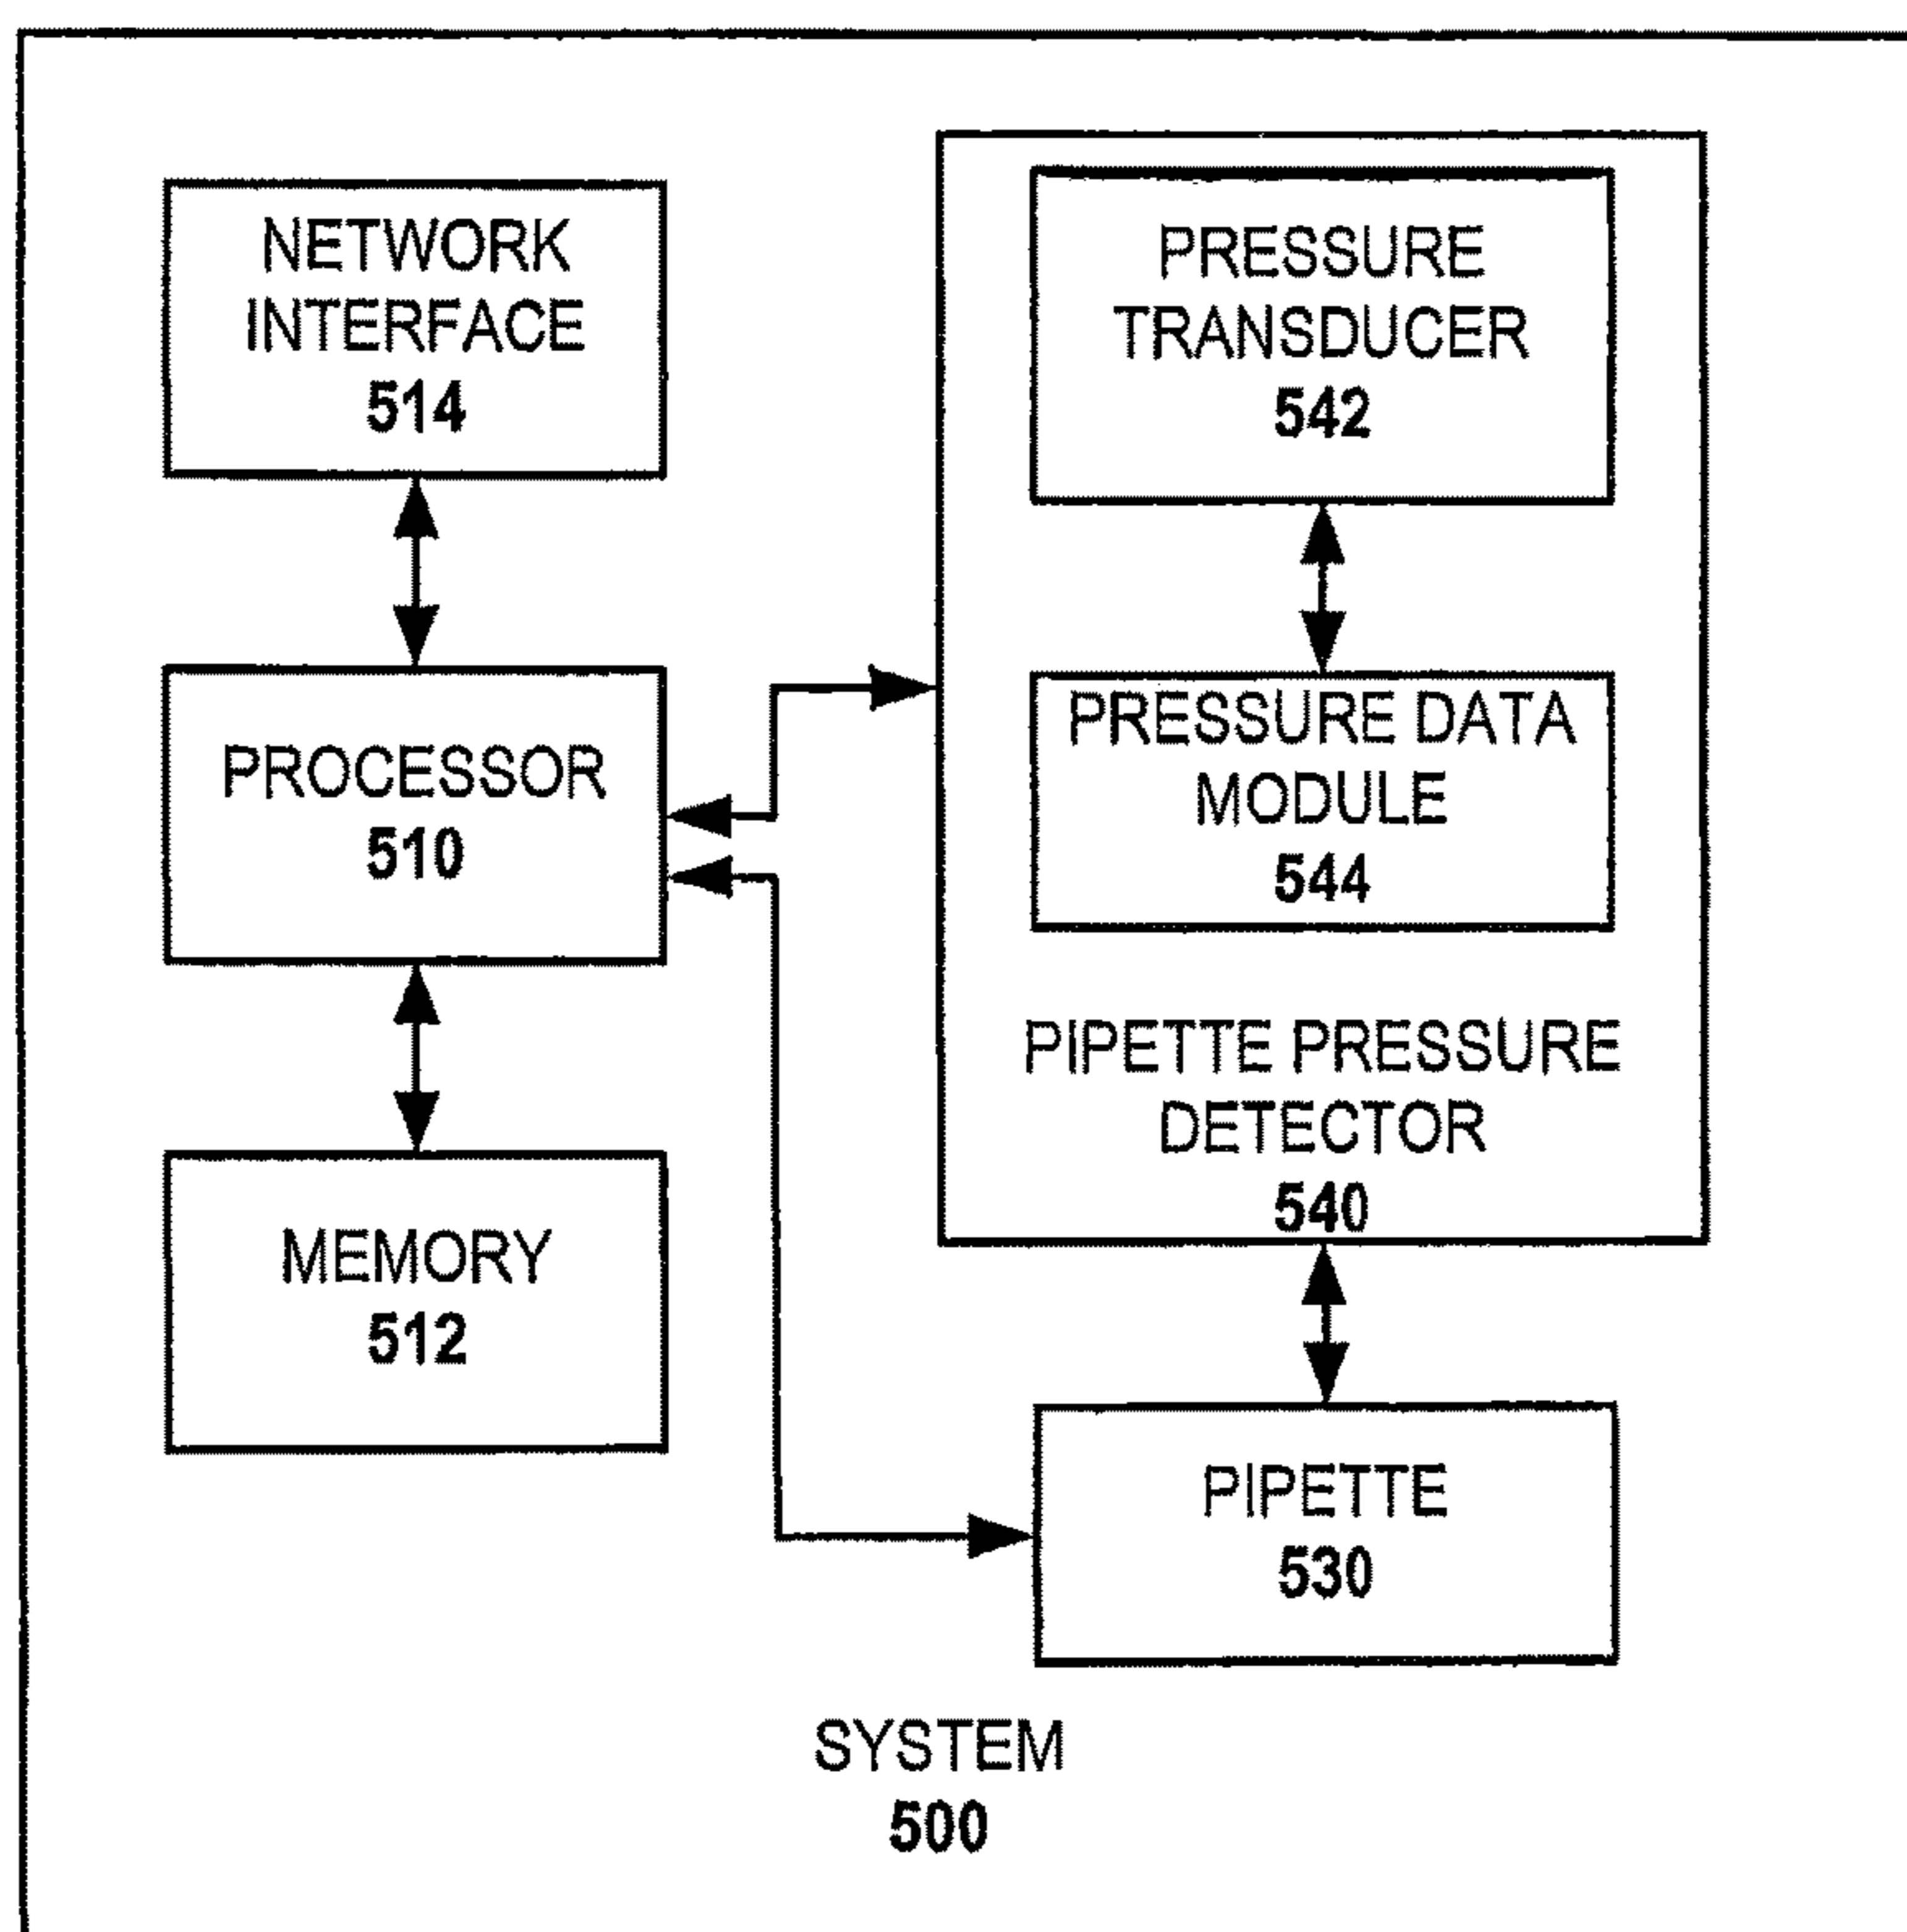 NETWORK
INTERFACE
514
PROCESSOR
510
MEMORY
512
PRESSURE
TRANSDUCER
542
PRESSURE DATA
MODULE
544
PIPETTE PRESSURE
DETECTOR
540
PIPETTE
530
SYSTEM
500